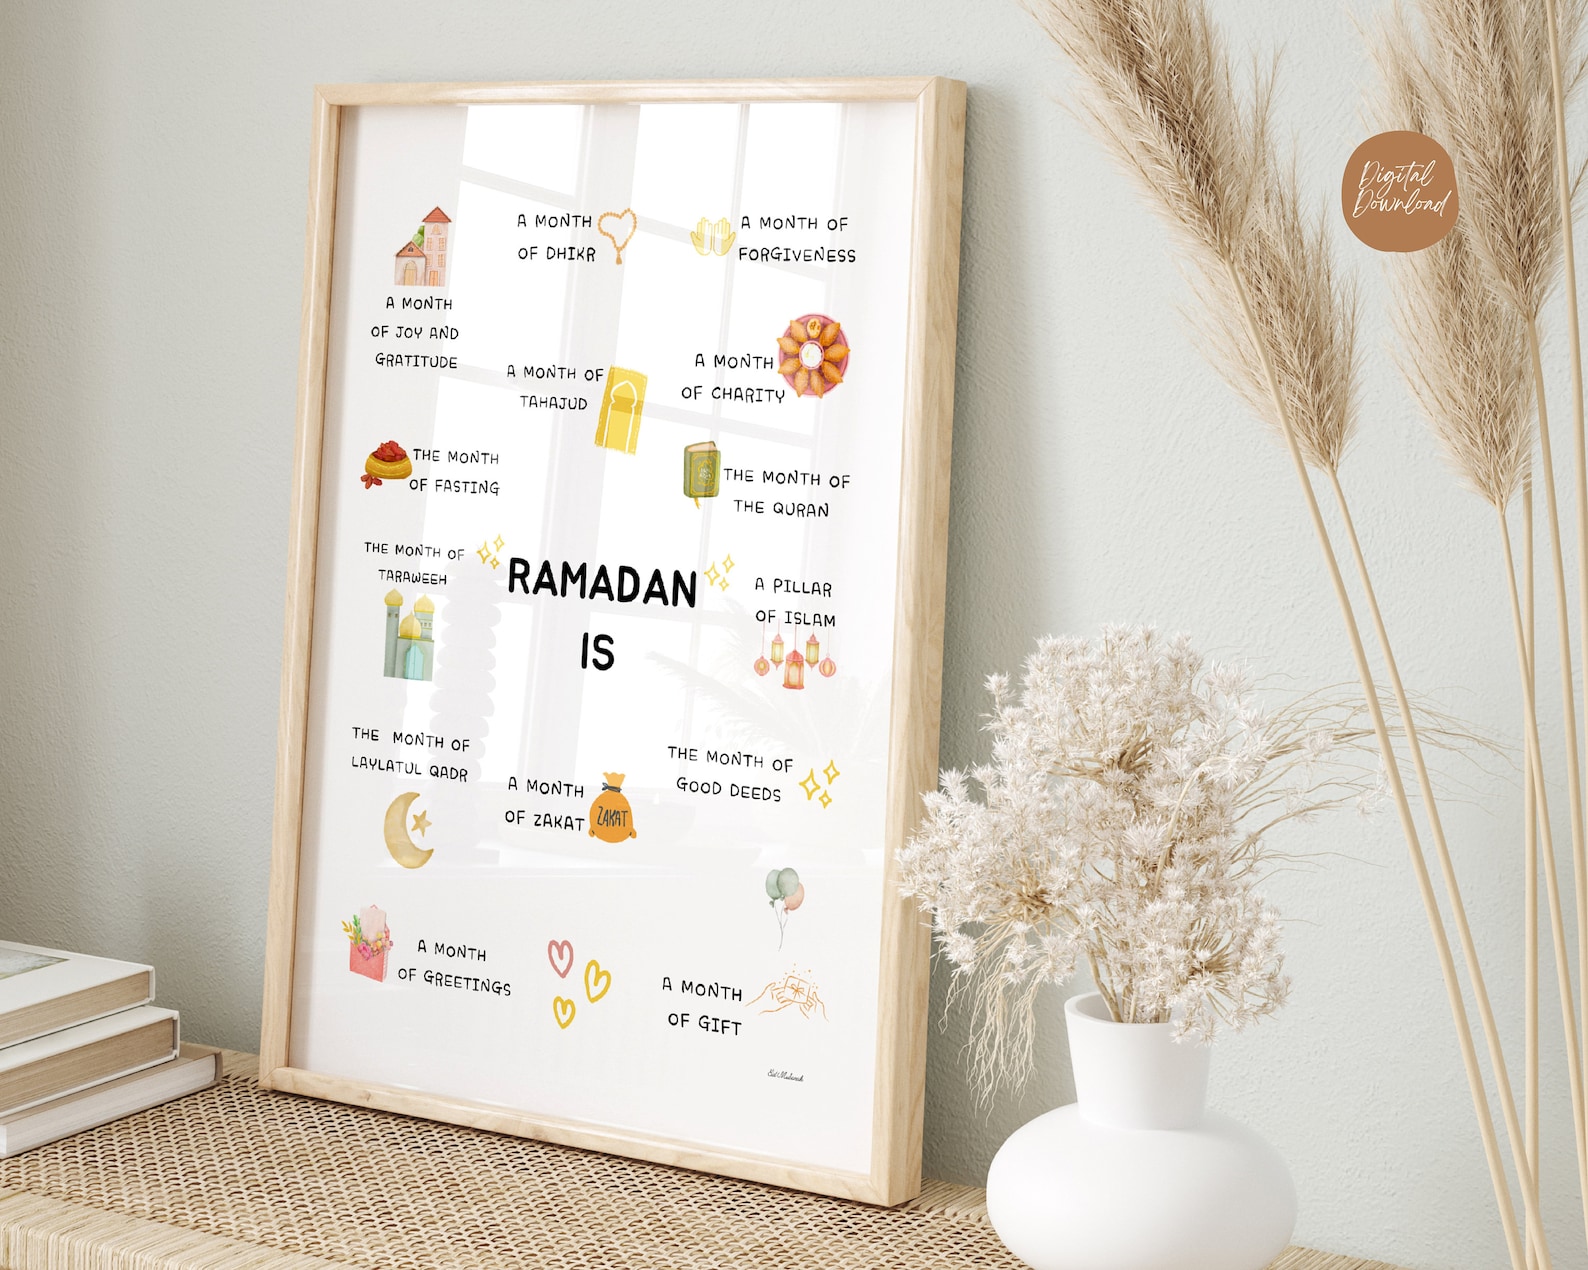 Digital
Download
A MONTH
OF DHIKR
A MONTH OF
FORGIVENESS
A MONTH
OF JOY AND
GRATITUDE
A MONTH OF
TAHAJUD
A MONTH
OF CHARITY
THE MONTH
OF FASTING
THE MONTH OF
THE QURAN
THE MONTH OF
TARAWEEH
RAMADAN
IS
A PILLAR
OF ISLAM
THE MONTH OF
LAYLATUL QADR
A MONTH
OF ZAKAT
ZAKAT
THE MONTH OF
GOOD DEEDS
A MONTH
OF GREETINGS
A MONTH
OF GIFT
Eid Mubarak